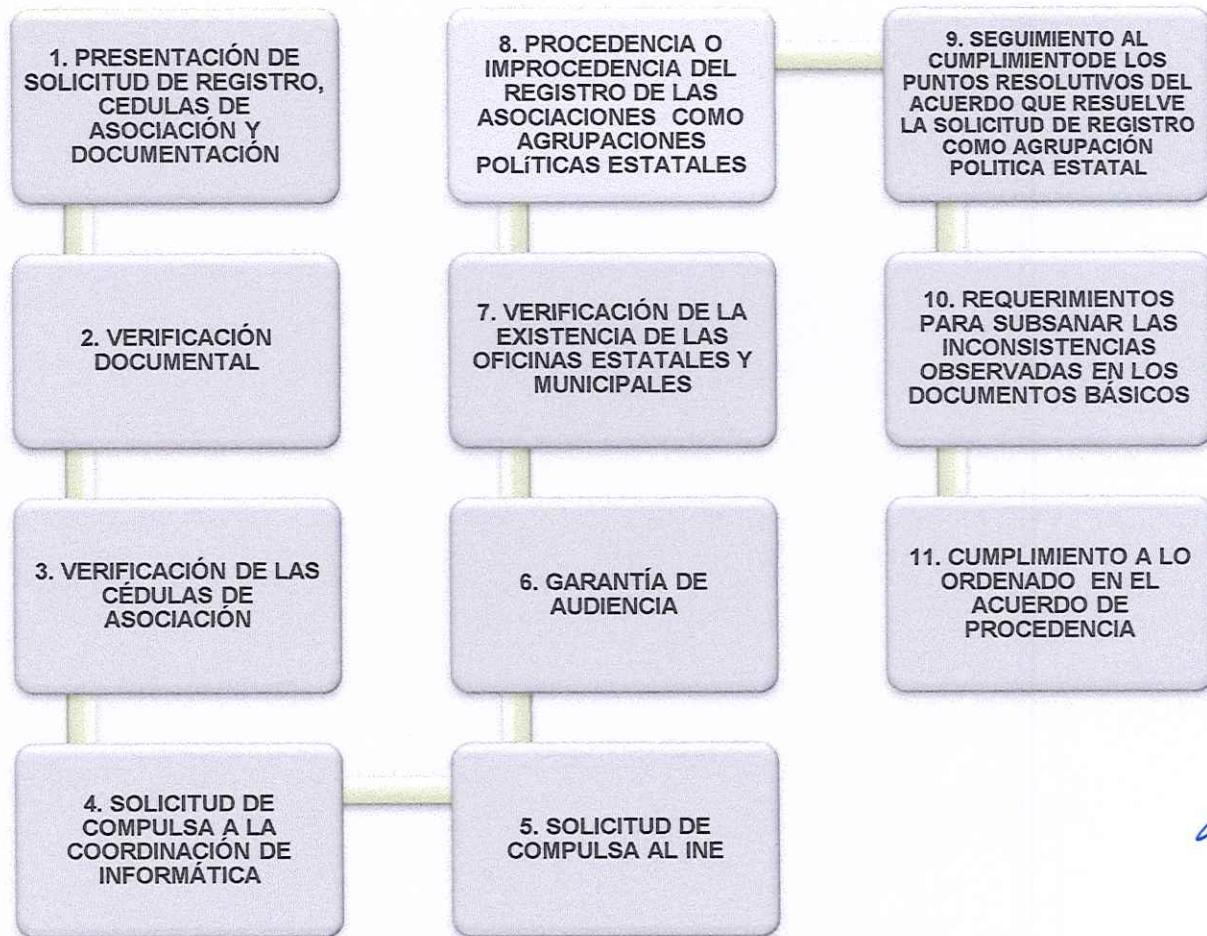 1. PRESENTACIÓN DE
SOLICITUD DE REGISTRO,
CEDULAS DE
ASOCIACIÓN Y
DOCUMENTACIÓN
2. VERIFICACIÓN
DOCUMENTAL
3. VERIFICACIÓN DE LAS
CÉDULAS DE
ASOCIACIÓN
4. SOLICITUD DE
COMPULSA A LA
COORDINACIÓN DE
INFORMÁTICA
5. SOLICITUD DE
COMPULSA AL INE
6. GARANTÍA DE
AUDIENCIA
7. VERIFICACIÓN DE LA
EXISTENCIA DE LAS
OFICINAS ESTATALES Y
MUNICIPALES
8. PROCEDENCIA O
IMPROCEDENCIA DEL
REGISTRO DE LAS
ASOCIACIONES COMO
AGRUPACIONES
POLíTICAS ESTATALES
9. SEGUIMIENTO AL
CUMPLIMIENTODE LOS
PUNTOS RESOLUTIVOS DEL
ACUERDO QUE RESUELVE
LA SOLICITUD DE REGISTRO
COMO AGRUPACIÓN
POLITICA ESTATAL
10. REQUERIMIENTOS
PARA SUBSANAR LAS
INCONSISTENCIAS
OBSERVADAS EN LOS
DOCUMENTOS BÁSICOS
11. CUMPLIMIENTO A LO
ORDENADO EN EL
ACUERDO DE
PROCEDENCIA